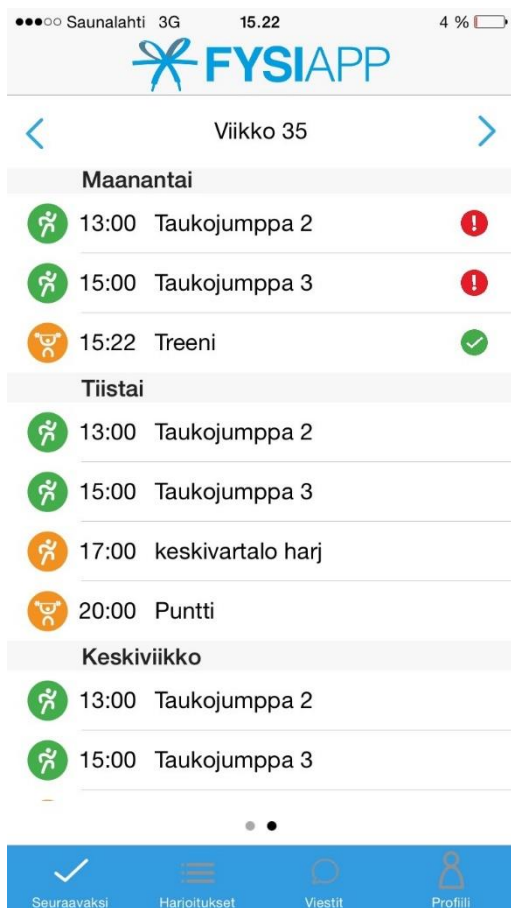 Saunalahti 3G 15.22 4 %
FYSIAPP
Viikko 35
Maanantai
13:00 Taukojumppa 2
15:00 Taukojumppa 3
15:22 Treeni
Tiistai
13:00 Taukojumppa 2
15:00 Taukojumppa 3
17:00 keskivartalo harj
20:00 Puntti
Keskiviikko
13:00 Taukojumppa 2
15:00 Taukojumppa 3
Seuraavaksi Harjoitukset Viestit Profiili